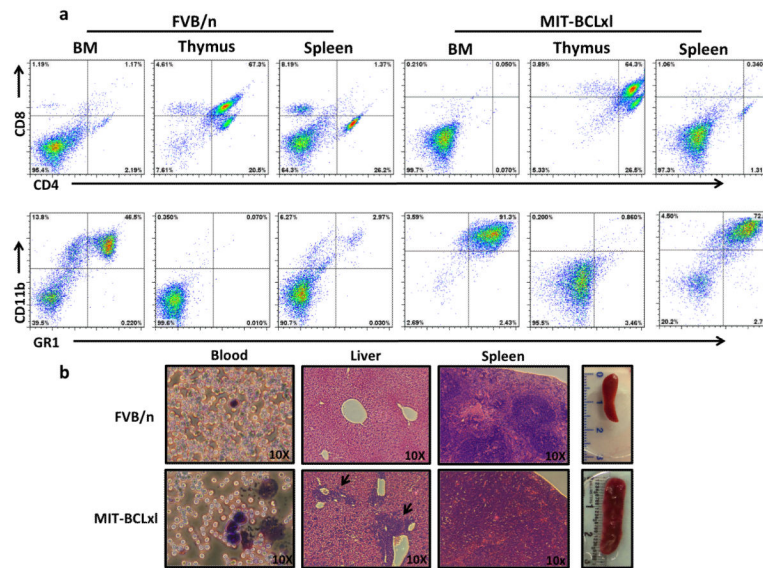 a
FVB/n
MIT-BCLxl
BM Thymus Spleen BM Thymus Spleen
1.19% 1.17% 4.61% 67.3% 8.19% 1.37% 0.210% 0.050% 3.89% 64.3% 1.06% 0.340
CD8
95.4% 2.19% 7.61% 20.5% 64.3% 26.2% 99.7% 0.070% 5.33% 26.5% 97.3% 1.31
CD4
13.8% 46.5% 0.350% 0.070% 6.27% 2.97% 3.59% 91.3% 0.200% 0.860% 4.50% 72.
CD11b
39.5% 0.220% 99.6% 0.010% 90.7% 0.030% 2.69% 2.43% 95.5% 3.46% 20.2% 2.7
GR1
b
Blood Liver Spleen
FVB/n
10X 10X 10X
0
1
2
3
MIT-BCLxl
10X 10X 10x
1
2